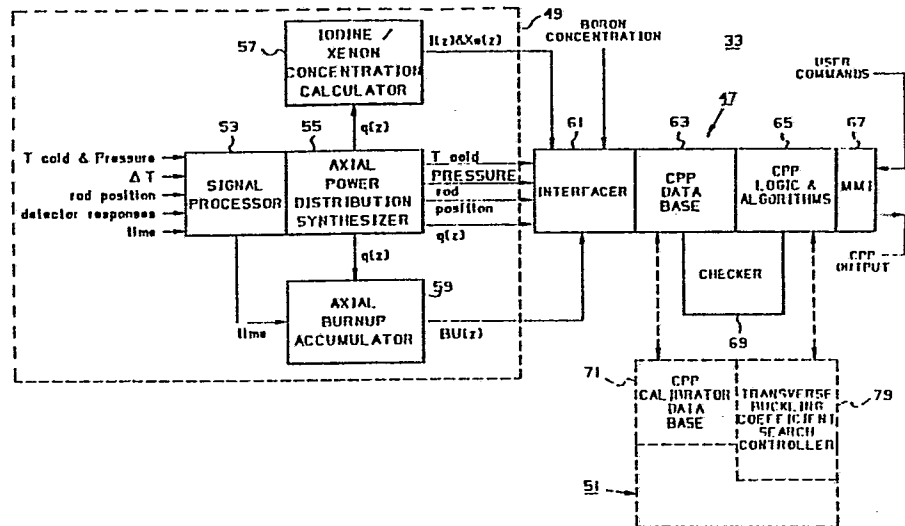 49
IODINE /
XENON
CONCENTRATION
CALCULATOR
57
I(z)&Xe(z)
BORON
CONCENTRATION
33
USER
COMMANDS
q(z)
47
53
55
61
63
65
67
T cold & Pressure
Δ T
rod position
detector responses
time
SIGNAL
PROCESSOR
AXIAL
POWER
DISTRIBUTION
SYNTHESIZER
T cold
PRESSURE
rod
position
q(z)
INTERFACER
CPP
DATA
BASE
CPP
LOGIC &
ALGORITHMS
MMI
CPP
OUTPUT
q(z)
CHECKER
59
time
AXIAL
BURNUP
ACCUMULATOR
BU(z)
69
71
CPP
CALIBRATOR
DATA
BASE
TRANSVERSE
BUCKLING
COEFFICIENT
SEARCH
CONTROLLER
79
51